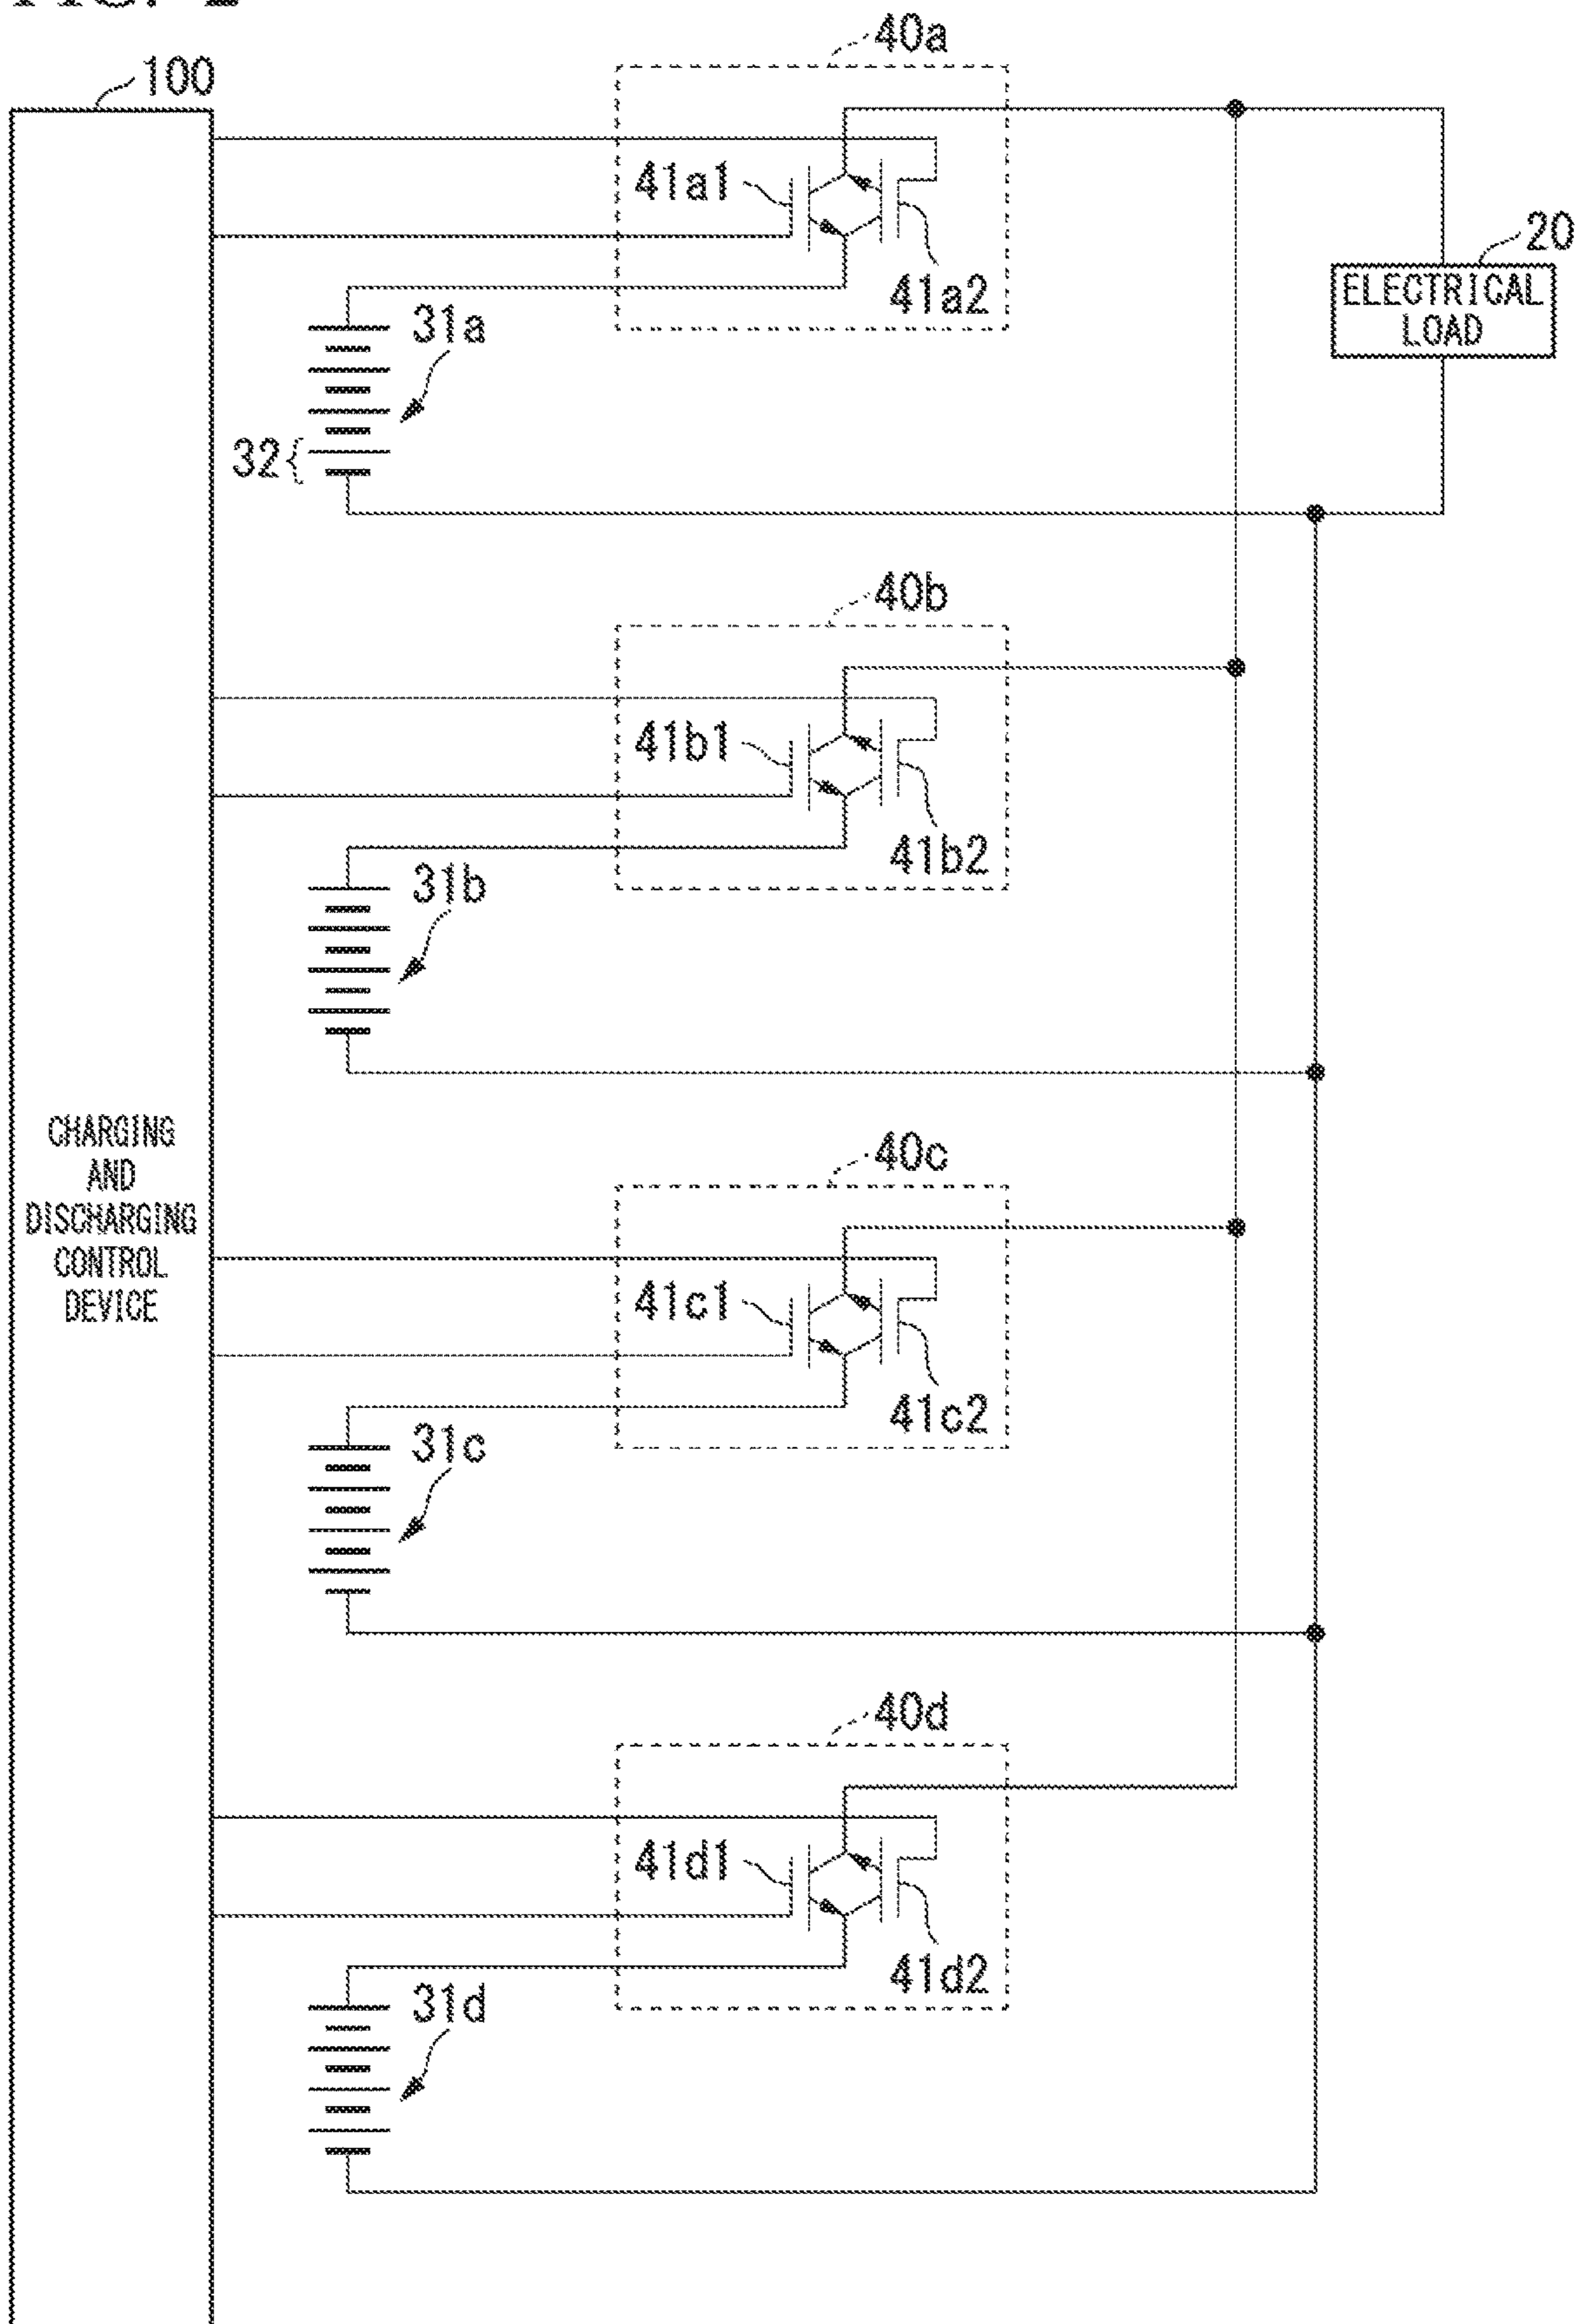 100
40a
41a1
41a2
20
ELECTRICAL
LOAD
31a
32
40b
41b1
41b2
31b
CHARGING
AND
DISCHARGING
CONTROL
DEVICE
40c
41c1
41c2
31c
40d
41d1
41d2
31d